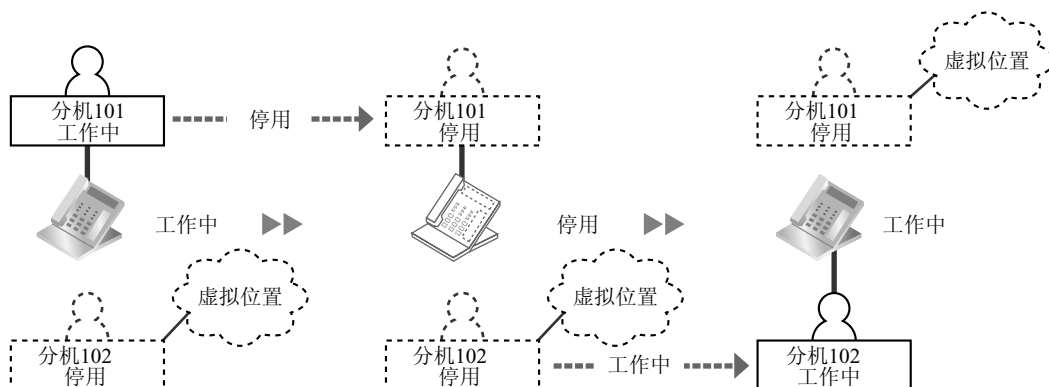 虚拟位置
分机101
工作中
停用
分机101
停用
分机101
停用
工作中
停用
工作中
虚拟位置
虚拟位置
分机102
停用
分机102
停用
工作中
分机102
工作中